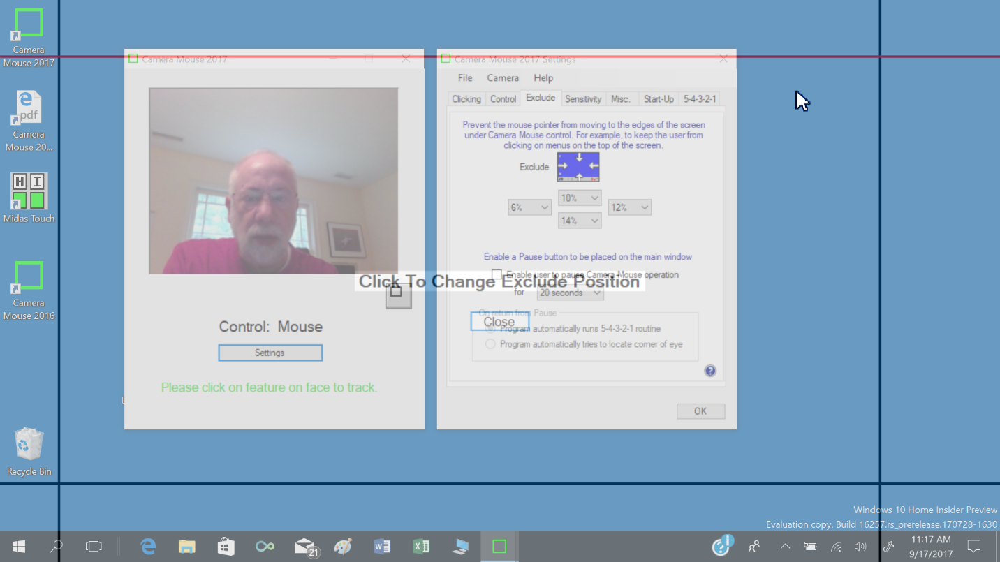 Camera
Mouse 2017
pdf
Camera
Mouse 20...
H I
Midas Touch
Camera
Mouse 2016
Recycle Bin
Camera Mouse 2017
Control: Mouse
Settings
Please click on feature on face to track.
Camera Mouse 2017 Settings
File Camera Help
Clicking Control Exclude Sensitivity Misc. Start-Up 5-4-3-2-1
Prevent the mouse pointer from moving to the edges of the screen
under Camera Mouse control. For example, to keep the user from
clicking on menus on the top of the screen.
Exclude
10%
6% 12%
14%
Enable a Pause button to be placed on the main window
Enable user to pause Camera Mouse operation
Click To Change Exclude Position
for 20 seconds
On return from Pause
Close
Program automatically runs 5-4-3-2-1 routine
Program automatically tries to locate corner of eye
?
OK
Windows 10 Home Insider Preview
Evaluation copy. Build 16257.rs_prerelease.170728-1630
21
11:17 AM
9/17/2017